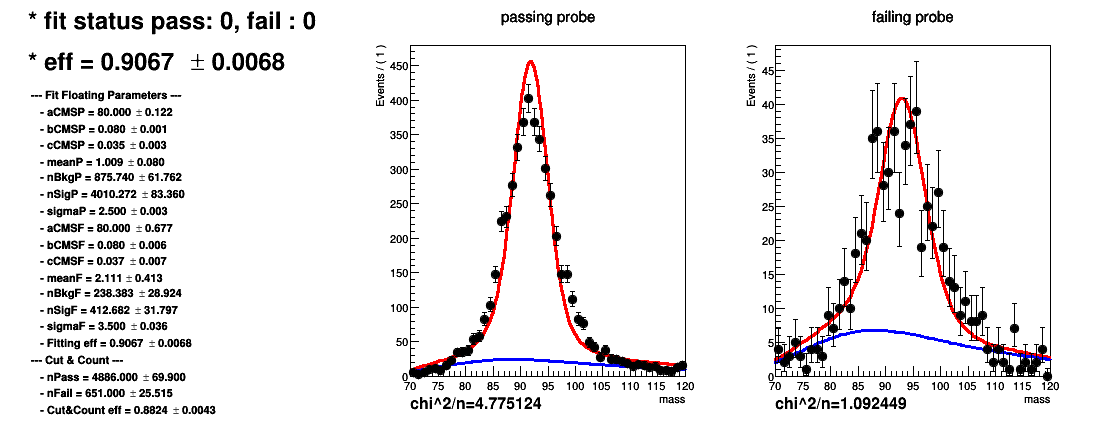 * fit status pass: 0, fail : 0
* eff = 0.9067 ± 0.0068
--- Fit Floating Parameters ---
- aCMSP = 80.000 ± 0.122
- bCMSP = 0.080 ± 0.001
- cCMSP = 0.035 ± 0.003
- meanP = 1.009 ± 0.080
- nBkgP = 875.740 ± 61.762
- nSigP = 4010.272 ± 83.360
- sigmaP = 2.500 ± 0.003
- aCMSF = 80.000 ± 0.677
- bCMSF = 0.080 ± 0.006
- cCMSF = 0.037 ± 0.007
- meanF = 2.111 ± 0.413
- nBkgF = 238.383 ± 28.924
- nSigF = 412.682 ± 31.797
- sigmaF = 3.500 ± 0.036
- Fitting eff = 0.9067 ± 0.0068
--- Cut & Count ---
- nPass = 4886.000 ± 69.900
- nFail = 651.000 ± 25.515
- Cut&Count eff = 0.8824 ± 0.0043
passing probe
Events / ( 1 )
450
400
350
300
250
200
150
100
50
0
70 75 80 85 90 95 100 105 110 115 120
mass
chi^2/n=4.775124
failing probe
Events / ( 1 )
45
40
35
30
25
20
15
10
5
0
70 75 80 85 90 95 100 105 110 115 120
mass
chi^2/n=1.092449